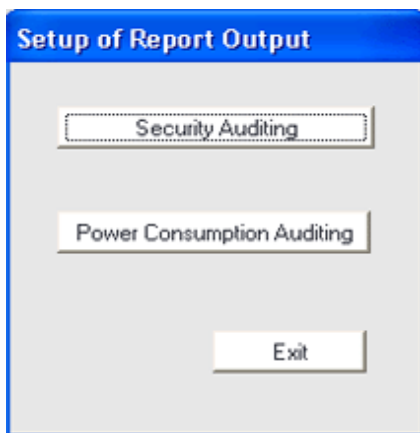 Setup of Report Output
Security Auditing
Power Consumption Auditing
Exit